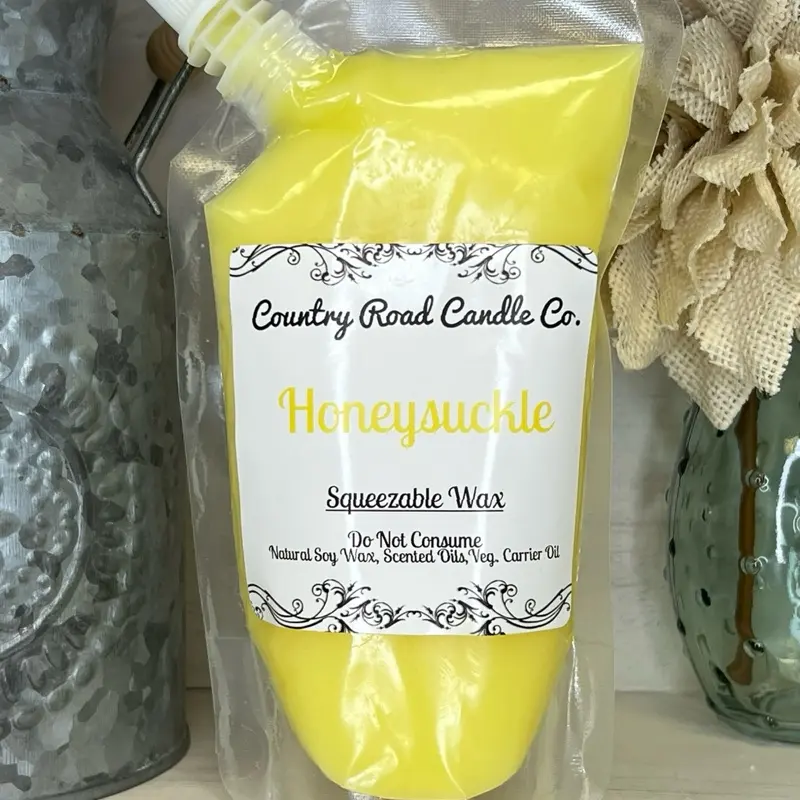 Country Road Candle Co.
Honeysuckle
Squeezable Wax
Do Not Consume
Natural Soy Wax, Scented Oils,Veg. Carrier Oil